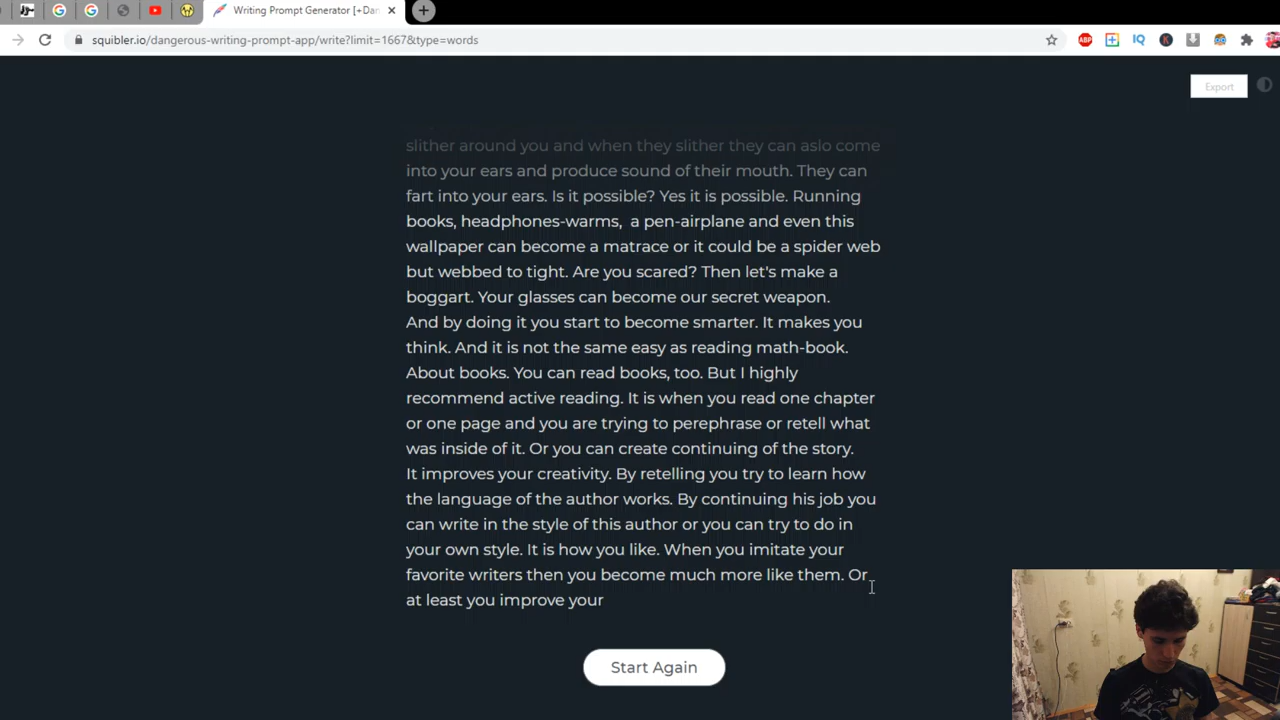 Writing Prompt Generator [+Dan
squibler.io/dangerous-writing-prompt-app/write?limit=1667&type=words
ABP
IQ
K
Export
slither around you and when they slither they can aslo come
into your ears and produce sound of their mouth. They can
fart into your ears. Is it possible? Yes it is possible. Running
books, headphones-warms,  a pen-airplane and even this
wallpaper can become a matrace or it could be a spider web
but webbed to tight. Are you scared? Then let's make a
boggart. Your glasses can become our secret weapon.
And by doing it you start to become smarter. It makes you
think. And it is not the same easy as reading math-book.
About books. You can read books, too. But I highly
recommend active reading. It is when you read one chapter
or one page and you are trying to perephrase or retell what
was inside of it. Or you can create continuing of the story.
It improves your creativity. By retelling you try to learn how
the language of the author works. By continuing his job you
can write in the style of this author or you can try to do in
your own style. It is how you like. When you imitate your
favorite writers then you become much more like them. Or
at least you improve your
Start Again